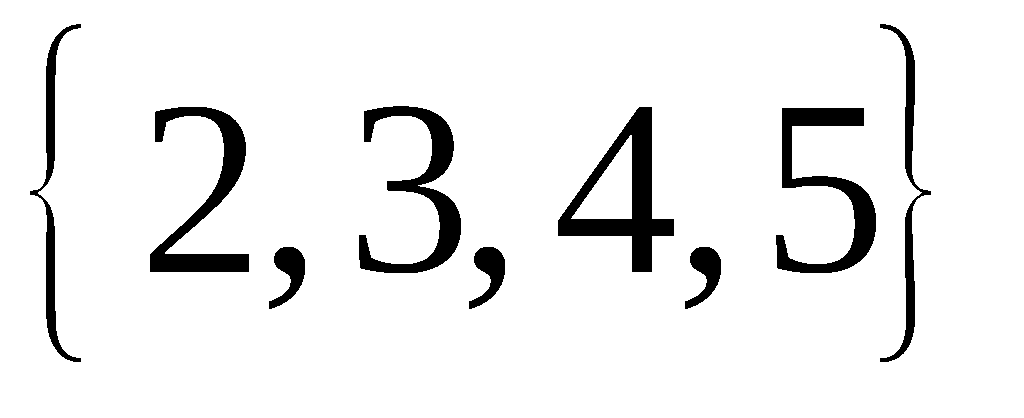 {2, 3, 4, 5}